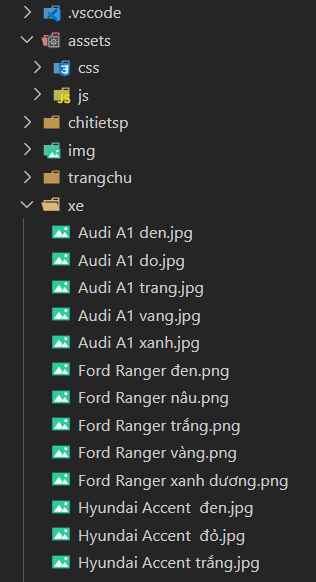 .vscode
assets
css
js
chitietsp
img
trangchu
xe
Audi A1 den.jpg
Audi A1 do.jpg
Audi A1 trang.jpg
Audi A1 vang.jpg
Audi A1 xanh.jpg
Ford Ranger đen.png
Ford Ranger nâu.png
Ford Ranger trắng.png
Ford Ranger vàng.png
Ford Ranger xanh dương.png
Hyundai Accent  đen.jpg
Hyundai Accent  đỏ.jpg
Hyundai Accent trắng.jpg